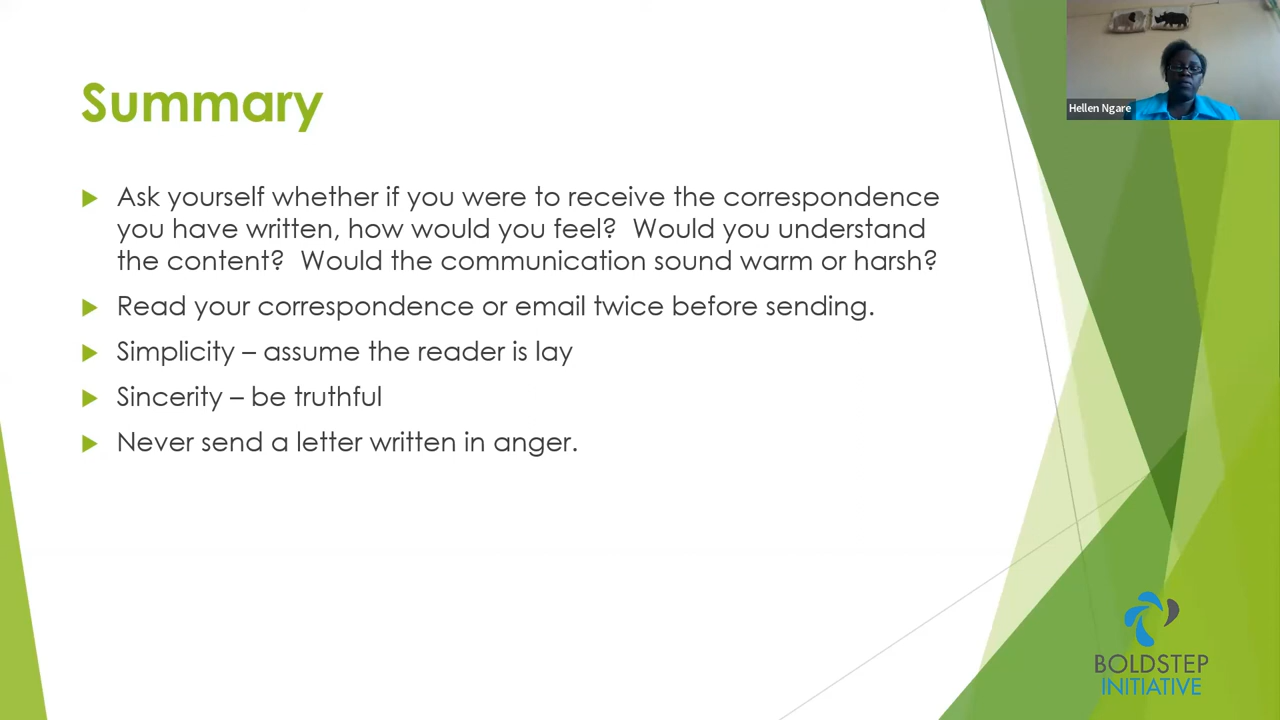 Summary
Ask yourself whether if you were to receive the correspondence
you have written, how would you feel?  Would you understand
the content?  Would the communication sound warm or harsh?
Read your correspondence or email twice before sending.
Simplicity – assume the reader is lay
Sincerity – be truthful
Never send a letter written in anger.
Hellen Ngare
BOLDSTEP
INITIATIVE